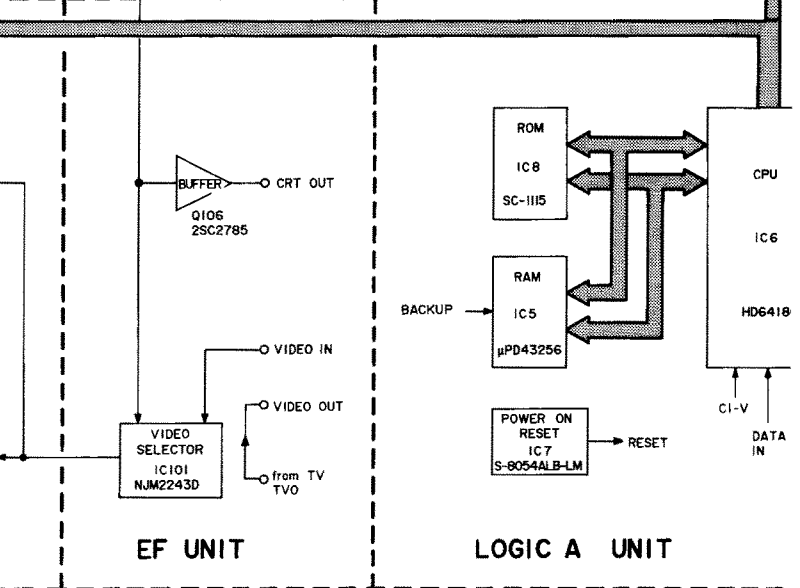 BUFFER
CRT OUT
Q106
2SC2785
VIDEO IN
VIDEO OUT
VIDEO
SELECTOR
IC101
NJM2243D
from TV
TVO
EF UNIT
ROM
IC8
SC-1115
CPU
IC6
HD6418
RAM
IC5
μPD43256
BACKUP
CI-V
DATA
IN
POWER ON
RESET
IC7
S-8054ALB-LM
RESET
LOGIC A UNIT